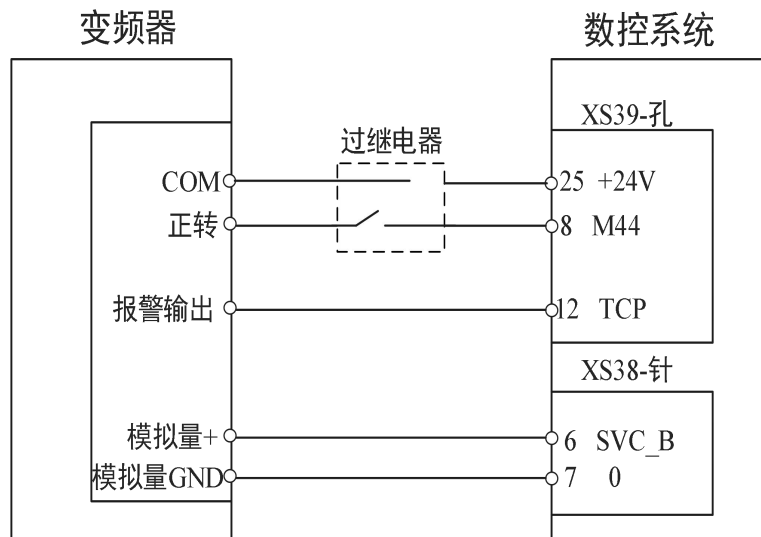 变频器 数控系统
XS39-孔
过继电器
COM 25 +24V
正转 8 M44
报警输出 12 TCP
XS38-针
模拟量+ 6 SVC_B
模拟量GND 7 0